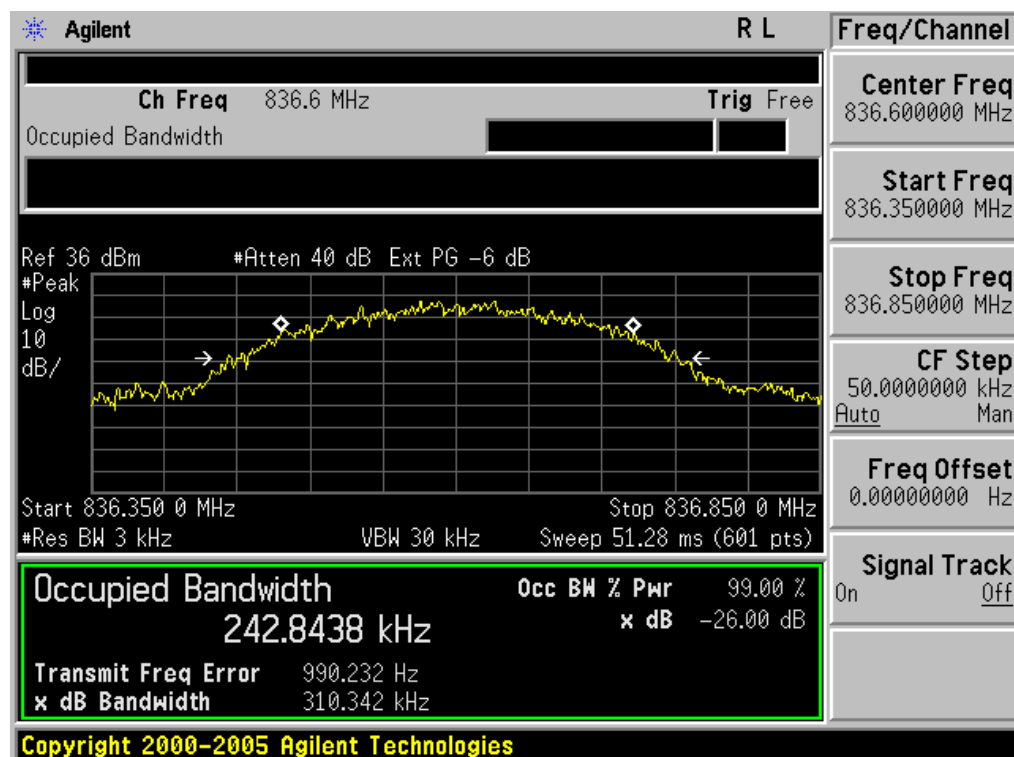 Agilent
R L
Freq/Channel
Ch Freq 836.6 MHz Trig Free
Occupied Bandwidth
Center Freq
836.600000 MHz
Start Freq
836.350000 MHz
Stop Freq
836.850000 MHz
CF Step
50.0000000 kHz
Auto Man
Freq Offset
0.00000000 Hz
Signal Track
On Off
Ref 36 dBm #Atten 40 dB Ext PG -6 dB
#Peak
Log
10
dB/
Start 836.350 0 MHz Stop 836.850 0 MHz
#Res BW 3 kHz VBW 30 kHz Sweep 51.28 ms (601 pts)
Occupied Bandwidth
242.8438 kHz
Occ BW % Pwr 99.00 %
x dB -26.00 dB
Transmit Freq Error 990.232 Hz
x dB Bandwidth 310.342 kHz
Copyright 2000-2005 Agilent Technologies